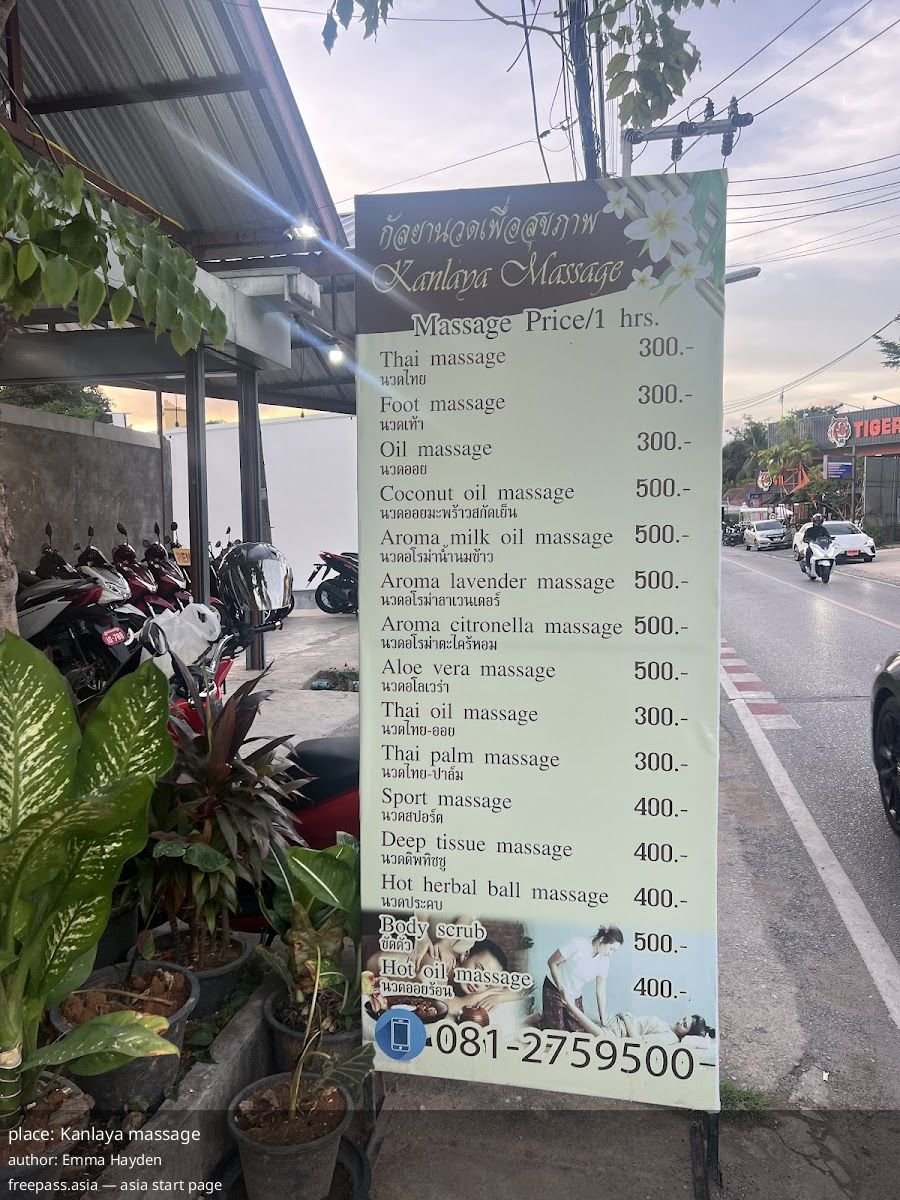 กัลยานวดเพื่อสุขภาพ
Kanlaya Massage
Massage Price/1 hrs.
Thai massage 300.-
นวดไทย
Foot massage 300.-
นวดเท้า
Oil massage 300.-
นวดออย
Coconut oil massage 500.-
นวดออยมะพร้าวสกัดเย็น
Aroma milk oil massage 500.-
นวดอโรม่าน้ำนมข้าว
Aroma lavender massage 500.-
นวดอโรม่าลาเวนเดอร์
Aroma citronella massage 500.-
นวดอโรม่าตะไคร้หอม
Aloe vera massage 500.-
นวดอโลเวร่า
Thai oil massage 300.-
นวดไทย-ออย
Thai palm massage 300.-
นวดไทย-ปาล์ม
Sport massage 400.-
นวดสปอร์ต
Deep tissue massage 400.-
นวดดิพทิชชู
Hot herbal ball massage 400.-
นวดประคบ
Body scrub 500.-
ขัดตัว
Hot oil massage 400.-
นวดออยร้อน
081-2759500-
TIGER
place: Kanlaya massage
author: Emma Hayden
freepass.asia — asia start page